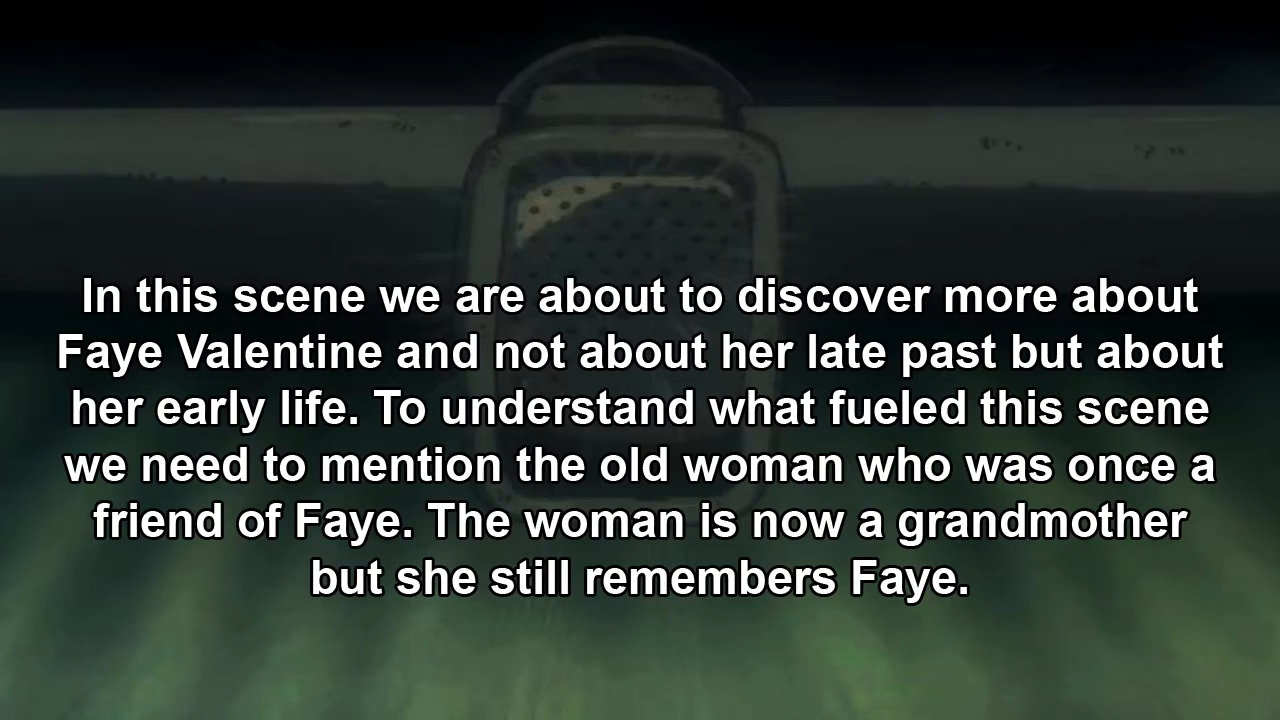 In this scene we are about to discover more about
Faye Valentine and not about her late past but about
her early life. To understand what fueled this scene
we need to mention the old woman who was once a
friend of Faye. The woman is now a grandmother
but she still remembers Faye.